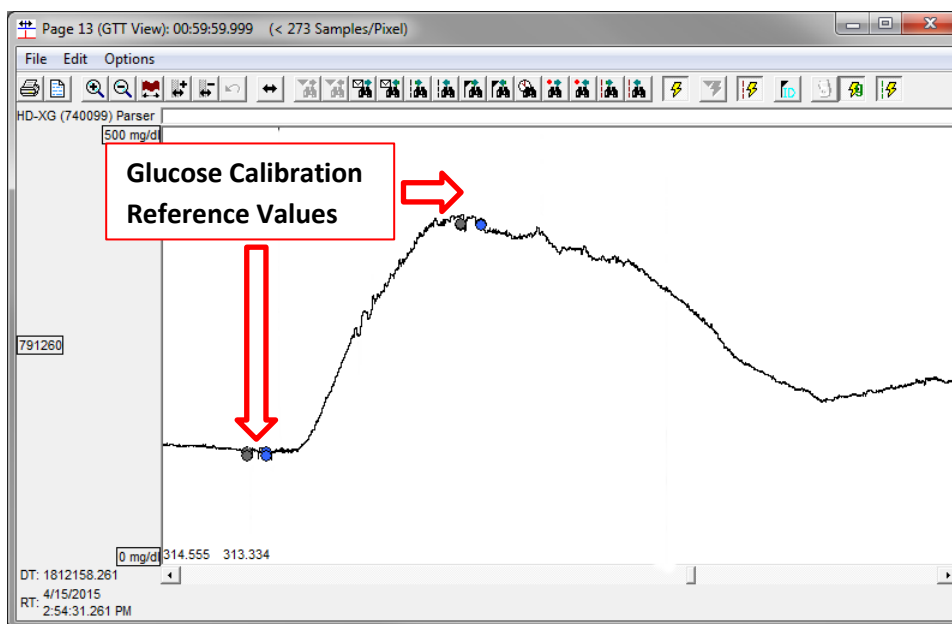 Page 13 (GTT View): 00:59:59.999 (< 273 Samples/Pixel)
File Edit Options
HD-XG (740099) Parser
500 mg/dl
Glucose Calibration
Reference Values
791260
0 mg/dl 314.555 313.334
DT: 1812158.261
RT: 4/15/2015
2:54:31.261 PM